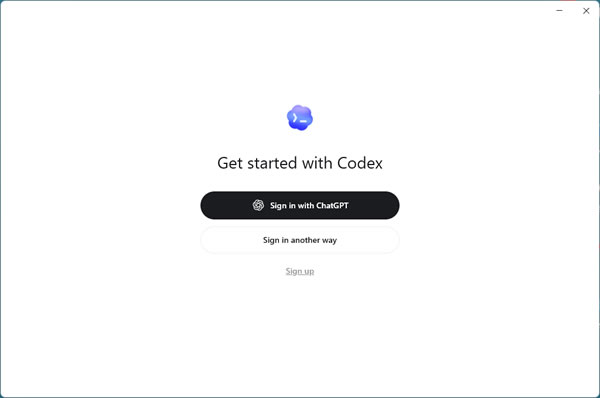 Get started with Codex
Sign in with ChatGPT
Sign in another way
Sign up